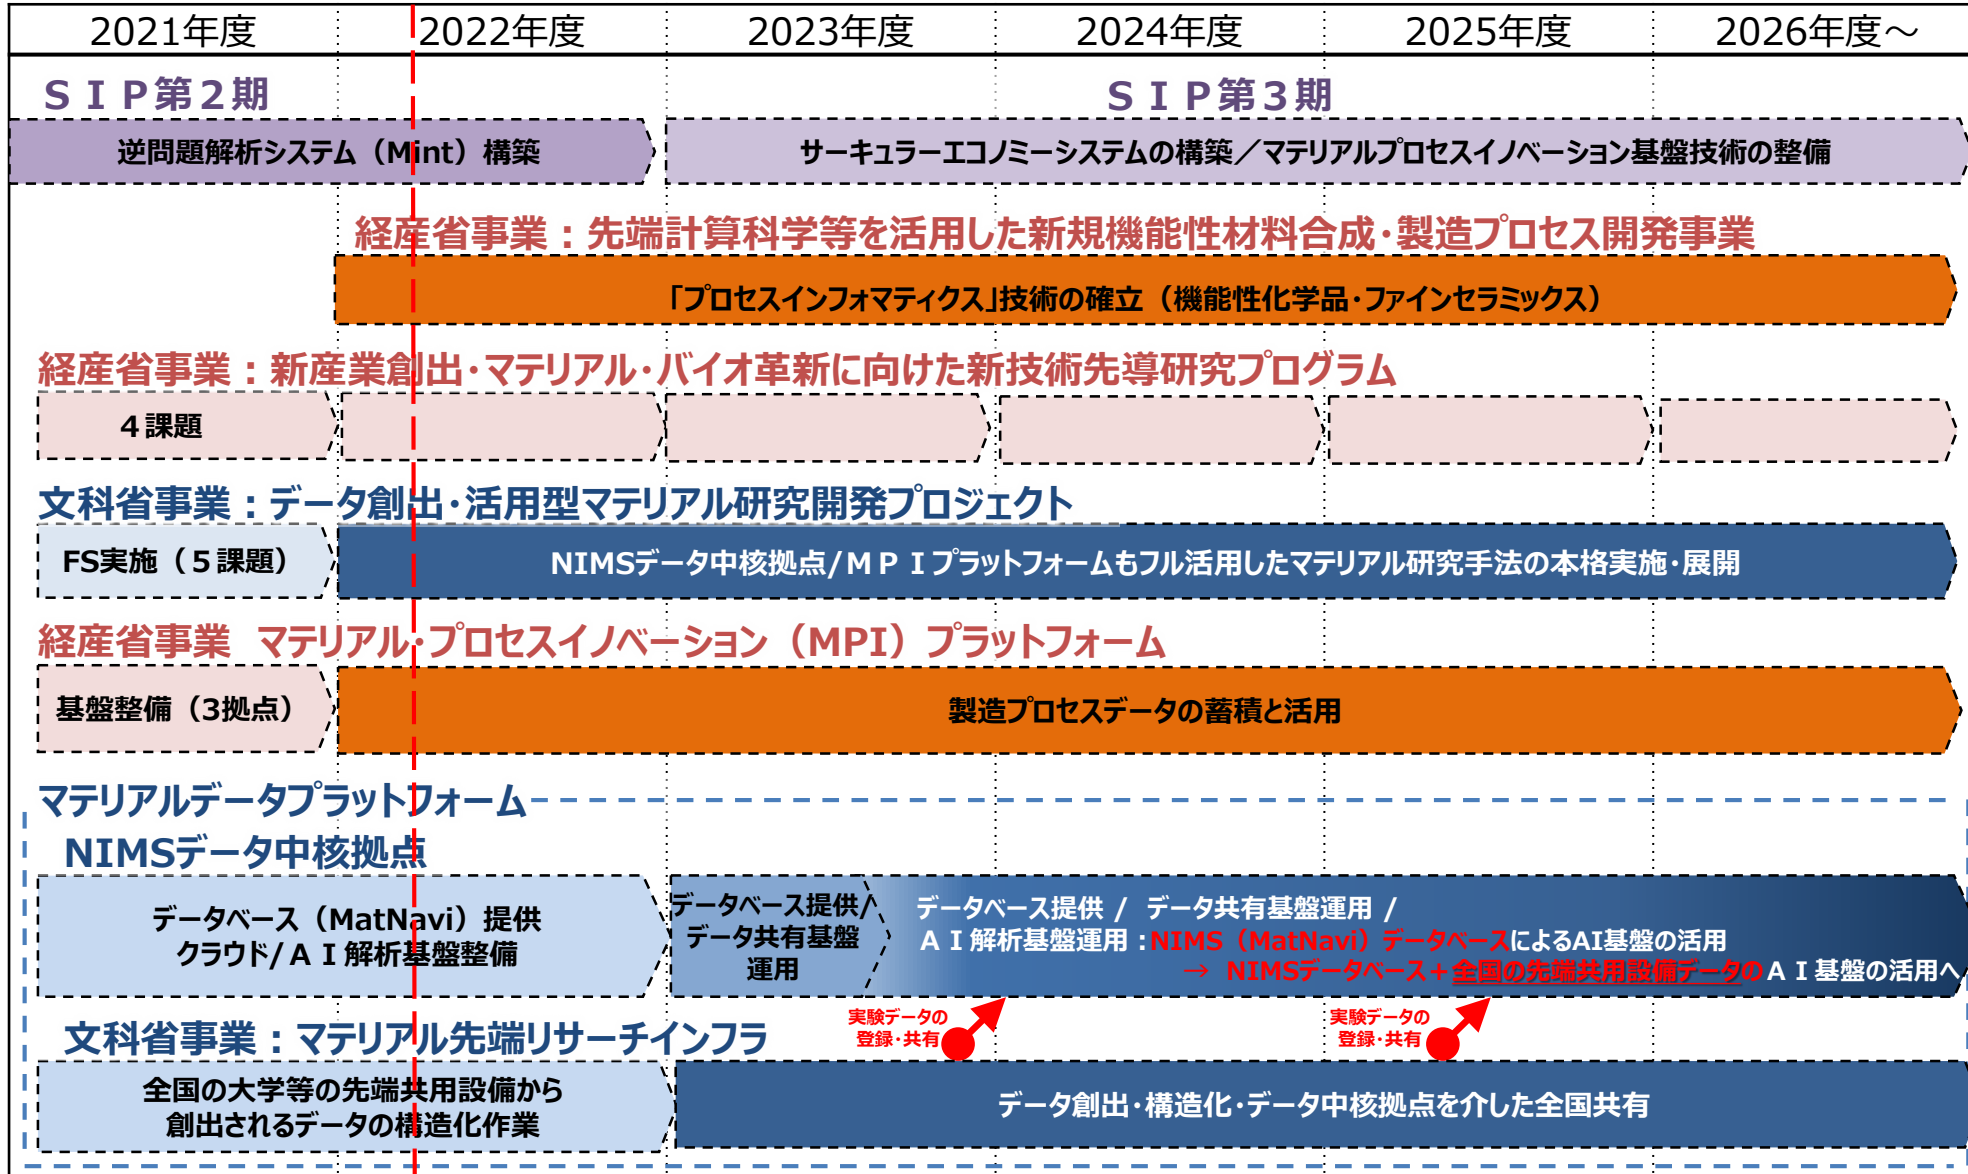 2021年度 2022年度 2023年度 2024年度 2025年度 2026年度～
ＳＩＰ第2期 ＳＩＰ第3期
逆問題解析システム（Mint）構築
サーキュラーエコノミーシステムの構築／マテリアルプロセスイノベーション基盤技術の整備
経産省事業：先端計算科学等を活用した新規機能性材料合成・製造プロセス開発事業
「プロセスインフォマティクス」技術の確立（機能性化学品・ファインセラミックス）
経産省事業：新産業創出・マテリアル・バイオ革新に向けた新技術先導研究プログラム
４課題
文科省事業：データ創出・活用型マテリアル研究開発プロジェクト
FS実施（５課題）
NIMSデータ中核拠点/ＭＰＩプラットフォームもフル活用したマテリアル研究手法の本格実施・展開
経産省事業 マテリアル・プロセスイノベーション（MPI）プラットフォーム
基盤整備（3拠点）
製造プロセスデータの蓄積と活用
マテリアルデータプラットフォーム
NIMSデータ中核拠点
データベース（MatNavi）提供
クラウド/ＡＩ解析基盤整備
データベース提供/
データ共有基盤
運用
データベース提供 / データ共有基盤運用 /
ＡＩ解析基盤運用：NIMS（MatNavi）データベースによるAI基盤の活用
→ NIMSデータベース＋全国の先端共用設備データのＡＩ基盤の活用へ
実験データの
登録・共有
実験データの
登録・共有
文科省事業：マテリアル先端リサーチインフラ
全国の大学等の先端共用設備から
創出されるデータの構造化作業
データ創出・構造化・データ中核拠点を介した全国共有